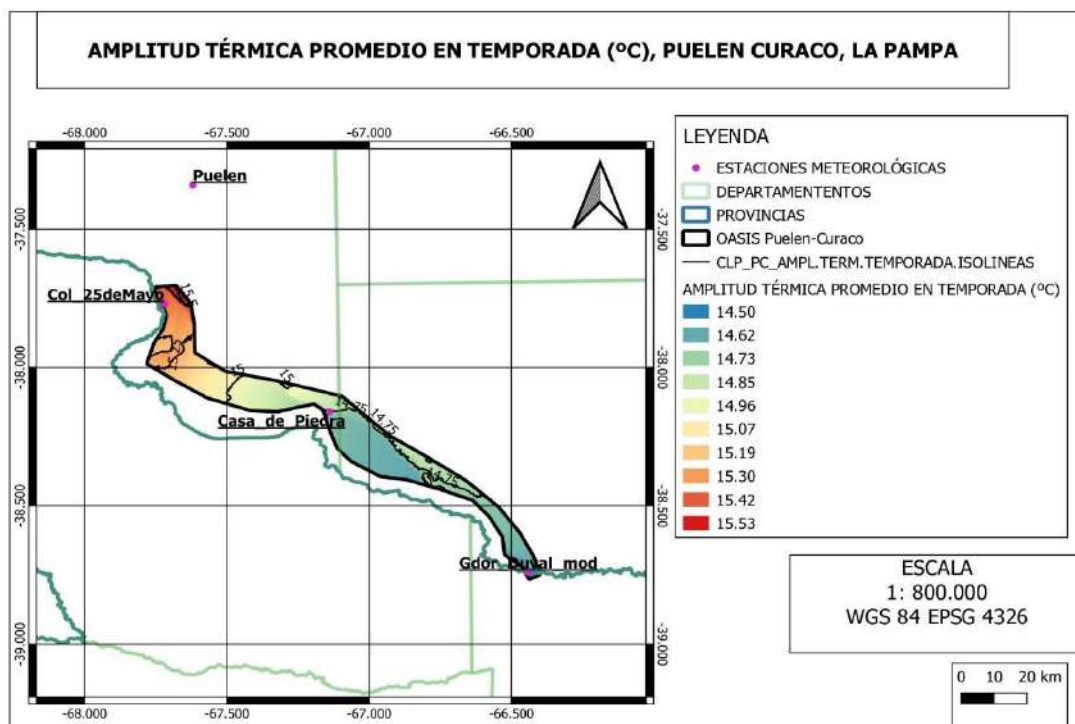 AMPLITUD TÉRMICA PROMEDIO EN TEMPORADA (ºC), PUELEN CURACO, LA PAMPA
-68.000 -67.500 -67.000 -66.500
Puelen
-37.500 -37.500
15.5
Col_25deMayo
-38.000 -38.000
15
15
14.75
14.75
Casa_de_Piedra
14.75
-38.500 -38.500
Gdor_Duval_mod
-39.000 -39.000
-68.000 -67.500 -67.000 -66.500
LEYENDA
ESTACIONES METEOROLÓGICAS
DEPARTAMENTENTOS
PROVINCIAS
OASIS Puelen-Curaco
CLP_PC_AMPL.TERM.TEMPORADA.ISOLINEAS
AMPLITUD TÉRMICA PROMEDIO EN TEMPORADA (ºC)
14.50
14.62
14.73
14.85
14.96
15.07
15.19
15.30
15.42
15.53
ESCALA
1: 800.000
WGS 84 EPSG 4326
0 10 20 km